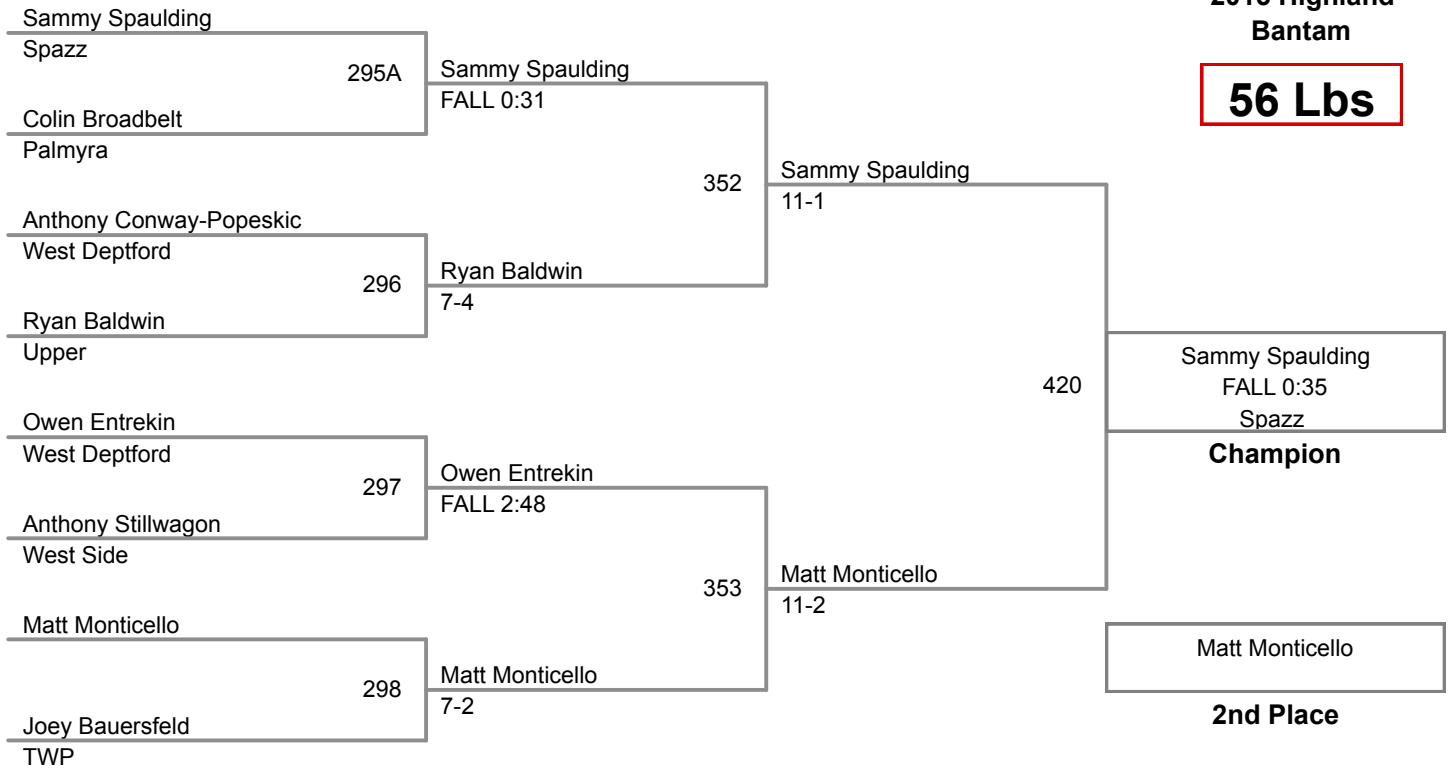 Highland
Bantam
56 Lbs
Sammy Spaulding
Spazz
295A
Colin Broadbelt
Palmyra
Anthony Conway-Popeskic
West Deptford
296
Ryan Baldwin
Upper
Owen Entrekin
West Deptford
297
Anthony Stillwagon
West Side
Matt Monticello
298
Joey Bauersfeld
TWP
Sammy Spaulding
FALL 0:31
352
Ryan Baldwin
7-4
Owen Entrekin
FALL 2:48
353
Matt Monticello
7-2
Sammy Spaulding
11-1
420
Matt Monticello
11-2
Sammy Spaulding
FALL 0:35
Spazz
Champion
Matt Monticello
2nd Place